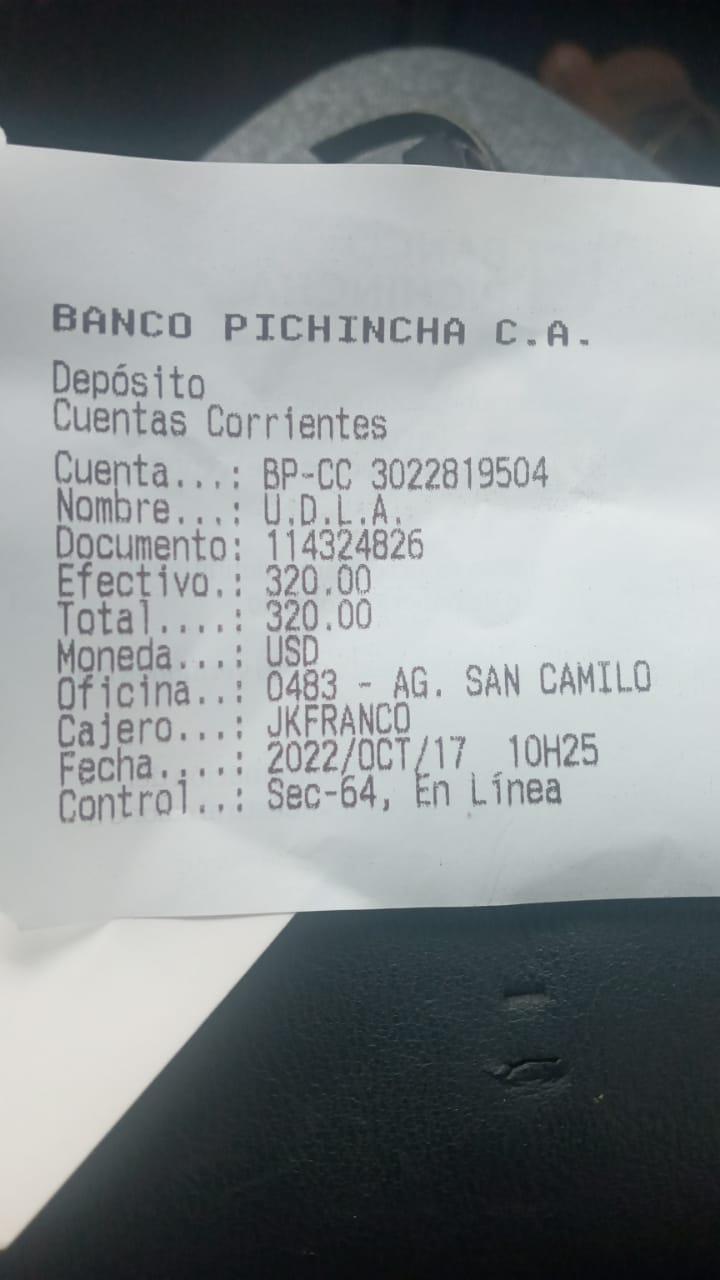 BANCO PICHINCHA C.A.
Depósito
Cuentas Corrientes
Cuenta...: BP-CC 3022819504
Nombre...: U.D.L.A.
Documento: 114324826
Efectivo.: 320.00
Total....: 320.00
Moneda...: USD
Oficina..: 0483 - AG. SAN CAMILO
Cajero...: JKFRANCO
Fecha....: 2022/OCT/17  10H25
Control..: Sec-64, En Línea